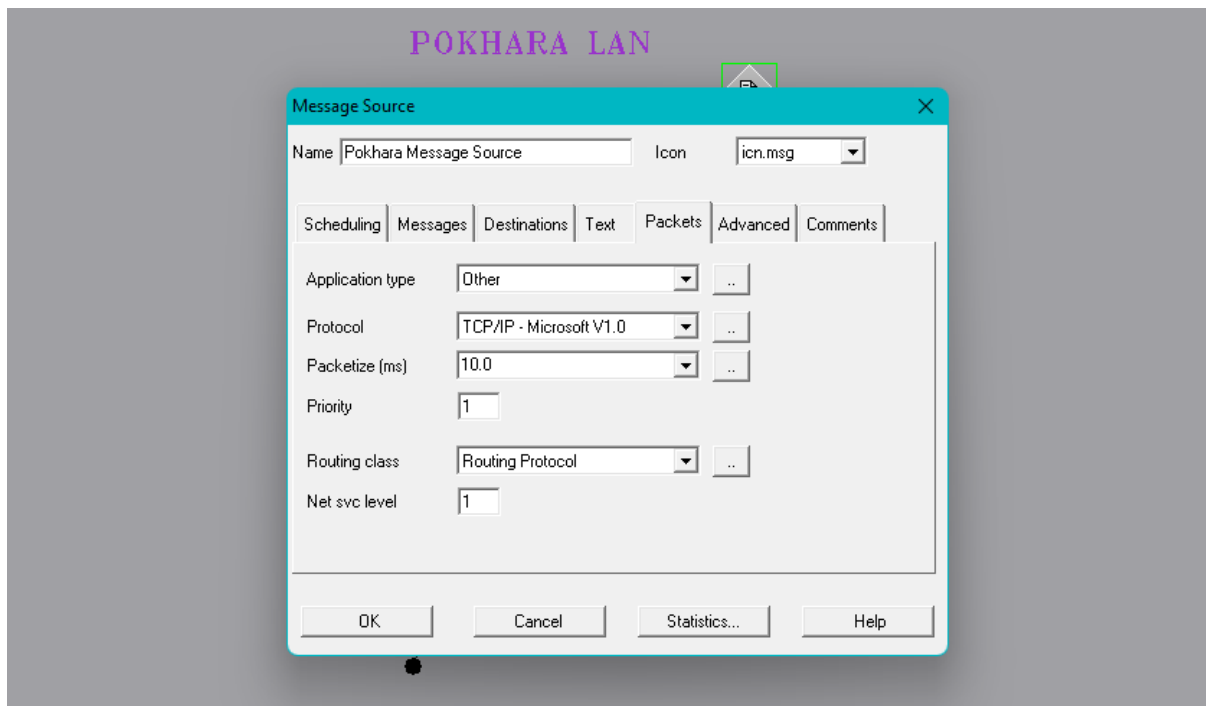 POKHARA LAN
Message Source
Name Pokhara Message Source Icon icn.msg
Scheduling Messages Destinations Text Packets Advanced Comments
Application type Other ..
Protocol TCP/IP - Microsoft V1.0 ..
Packetize (ms) 10.0 ..
Priority 1
Routing class Routing Protocol ..
Net svc level 1
OK Cancel Statistics... Help